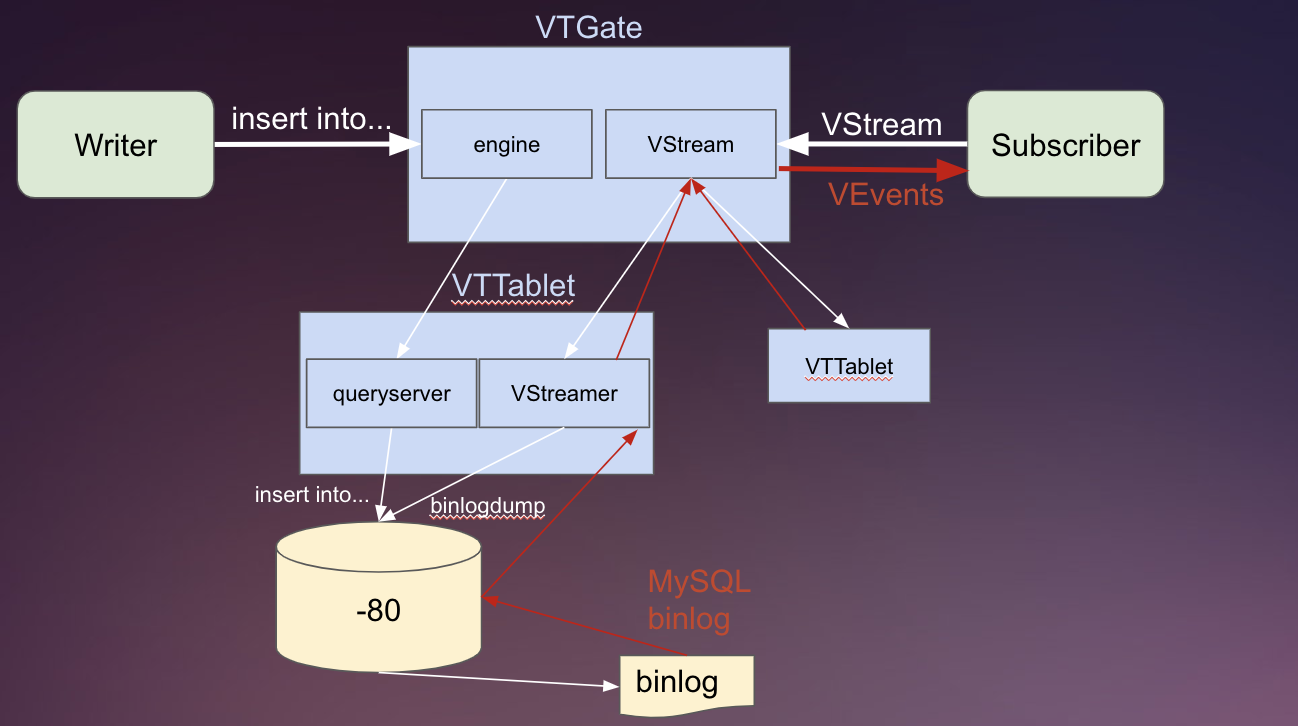 VTGate
Writer
insert into...
engine
VStream
VStream
Subscriber
VEvents
VTTablet
queryserver
VStreamer
VTTablet
insert into...
binlogdump
-80
MySQL
binlog
binlog